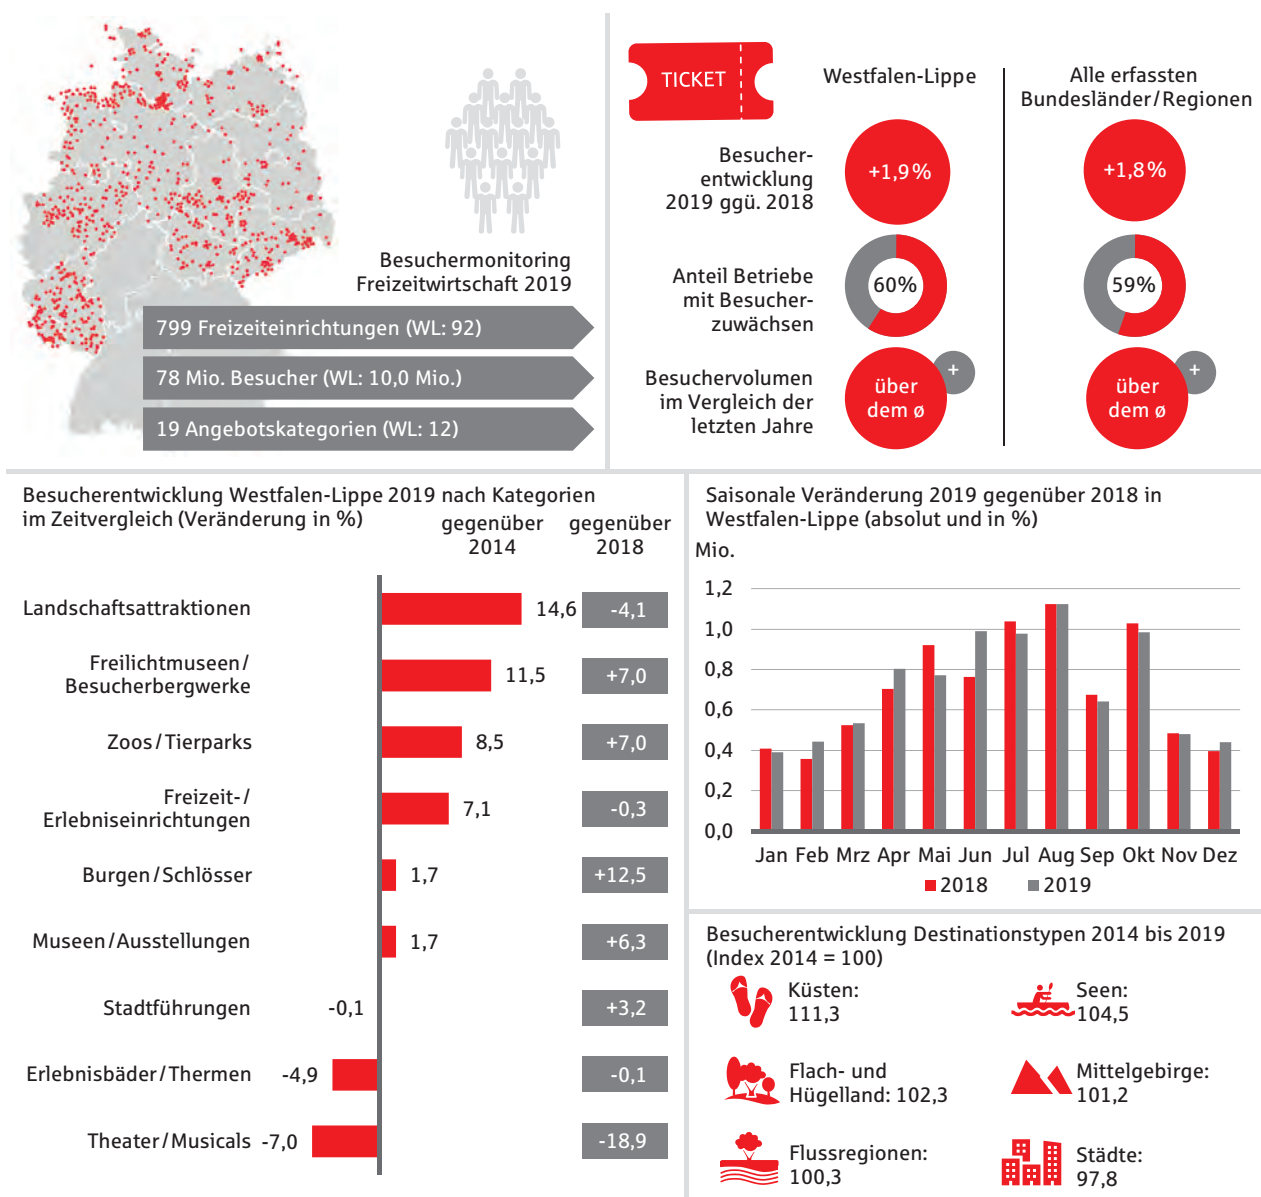 Besuchermonitoring
Freizeitwirtschaft 2019
799 Freizeiteinrichtungen (WL: 92)
78 Mio. Besucher (WL: 10,0 Mio.)
19 Angebotskategorien (WL: 12)
TICKET
Westfalen-Lippe
Alle erfassten
Bundesländer/Regionen
Besucher-
entwicklung
2019 ggü. 2018
+1,9%
+1,8%
Anteil Betriebe
mit Besucher-
zuwächsen
60%
59%
Besuchervolumen
im Vergleich der
letzten Jahre
über
dem ø
+
über
dem ø
+
Besucherentwicklung Westfalen-Lippe 2019 nach Kategorien
im Zeitvergleich (Veränderung in %)
gegenüber
2014
gegenüber
2018
Landschaftsattraktionen
14,6
-4,1
Freilichtmuseen/
Besucherbergwerke
11,5
+7,0
Zoos/Tierparks
8,5
+7,0
Freizeit-/
Erlebniseinrichtungen
7,1
-0,3
Burgen/Schlösser
1,7
+12,5
Museen/Ausstellungen
1,7
+6,3
Stadtführungen
-0,1
+3,2
Erlebnisbäder/Thermen
-4,9
-0,1
Theater/Musicals
-7,0
-18,9
Saisonale Veränderung 2019 gegenüber 2018 in
Westfalen-Lippe (absolut und in %)
Mio.
1,2
1,0
0,8
0,6
0,4
0,2
0,0
Jan Feb Mrz Apr Mai Jun Jul Aug Sep Okt Nov Dez
2018 2019
Besucherentwicklung Destinationstypen 2014 bis 2019
(Index 2014 = 100)
Küsten:
111,3
Seen:
104,5
Flach- und
Hügelland: 102,3
Mittelgebirge:
101,2
Flussregionen:
100,3
Städte:
97,8